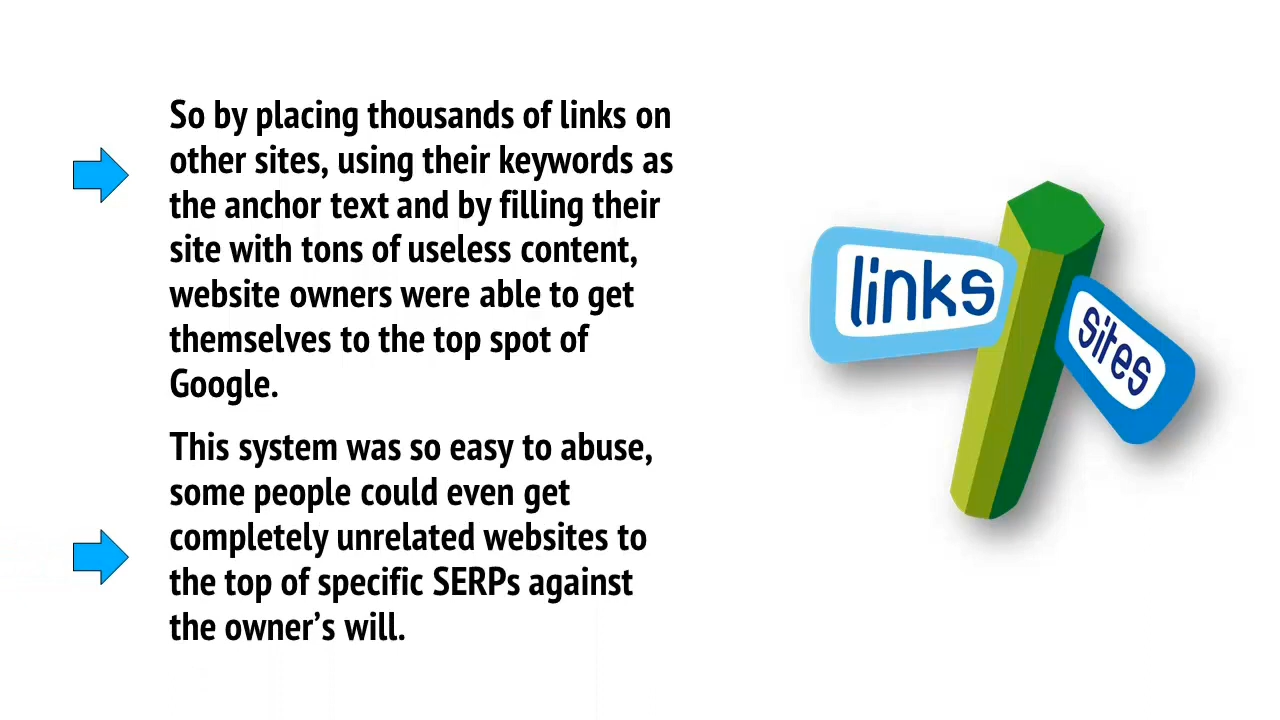 So by placing thousands of links on
other sites, using their keywords as
the anchor text and by filling their
site with tons of useless content,
website owners were able to get
themselves to the top spot of
Google.
This system was so easy to abuse,
some people could even get
completely unrelated websites to
the top of specific SERPs against
the owner’s will.
links
sites